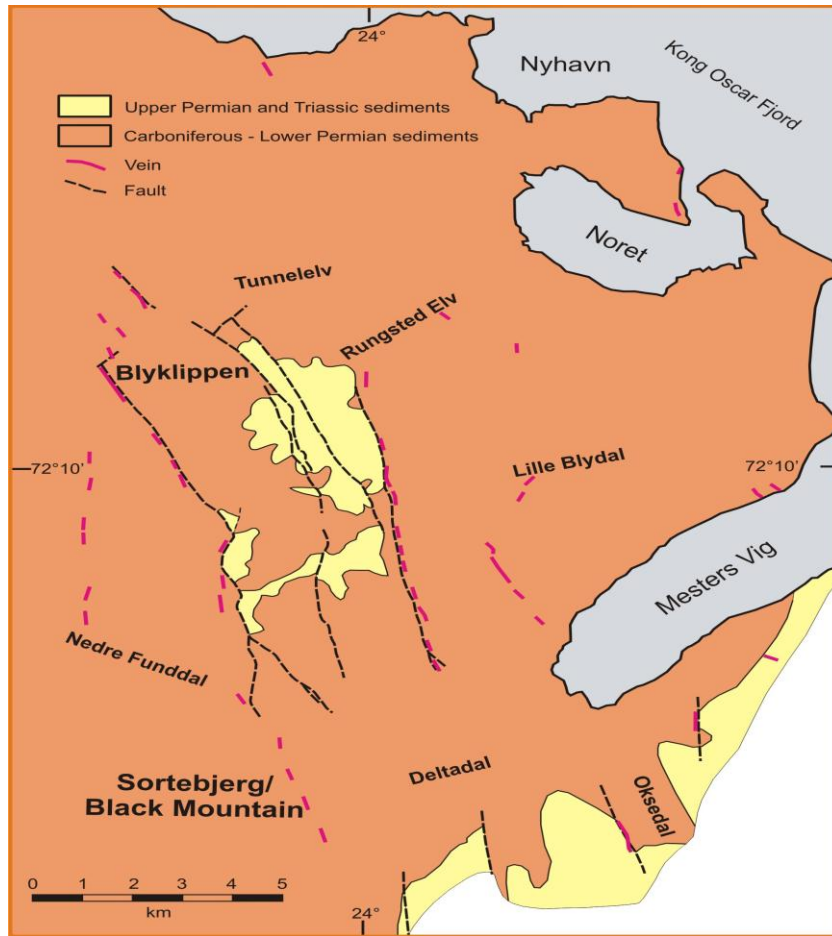 24°
Nyhavn
Kong Oscar Fjord
Upper Permian and Triassic sediments
Carboniferous - Lower Permian sediments
Vein
Fault
Noret
Tunnelelv
Rungsted Elv
Blyklippen
72°10'
Lille Blydal
72°10'
Mesters Vig
Nedre Funddal
Sortebjerg/
Black Mountain
Deltadal
Oksedal
0 1 2 3 4 5
km
24°